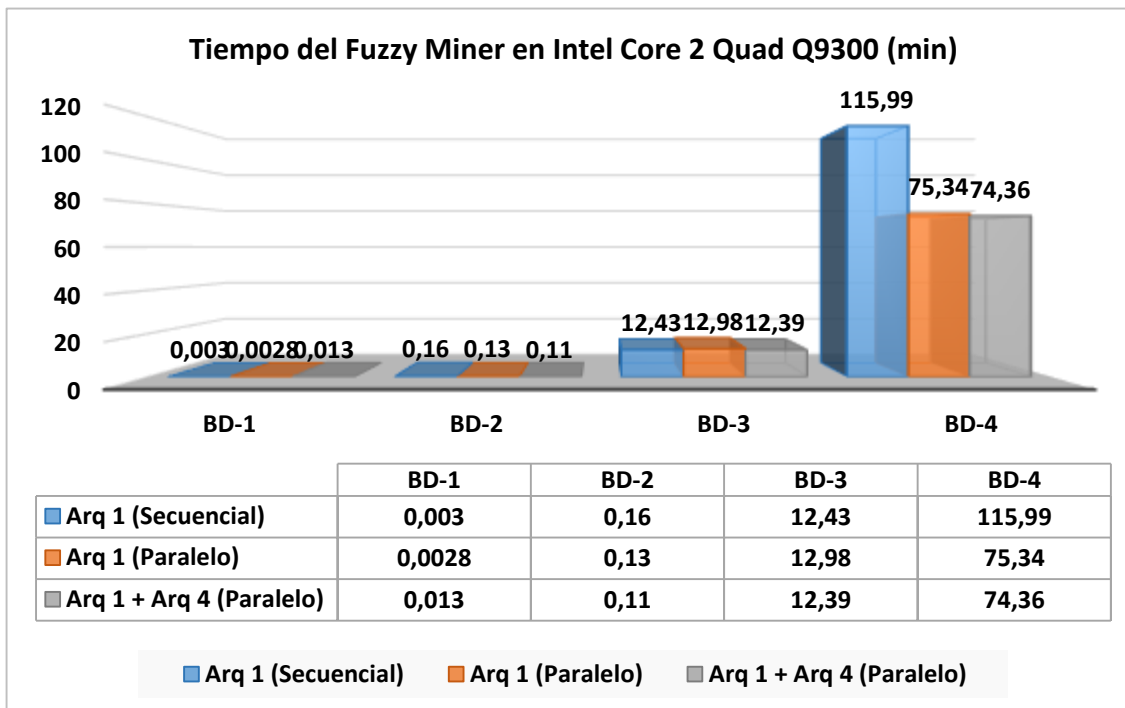 Tiempo del Fuzzy Miner en Intel Core 2 Quad Q9300 (min)
120
100
80
60
40
20
0
0,003
0,0028
0,013
0,16
0,13
0,11
12,43
12,98
12,39
115,99
75,34
74,36
BD-1 BD-2 BD-3 BD-4
BD-1 BD-2 BD-3 BD-4
Arq 1 (Secuencial) 0,003 0,16 12,43 115,99
Arq 1 (Paralelo) 0,0028 0,13 12,98 75,34
Arq 1 + Arq 4 (Paralelo) 0,013 0,11 12,39 74,36
Arq 1 (Secuencial) Arq 1 (Paralelo) Arq 1 + Arq 4 (Paralelo)